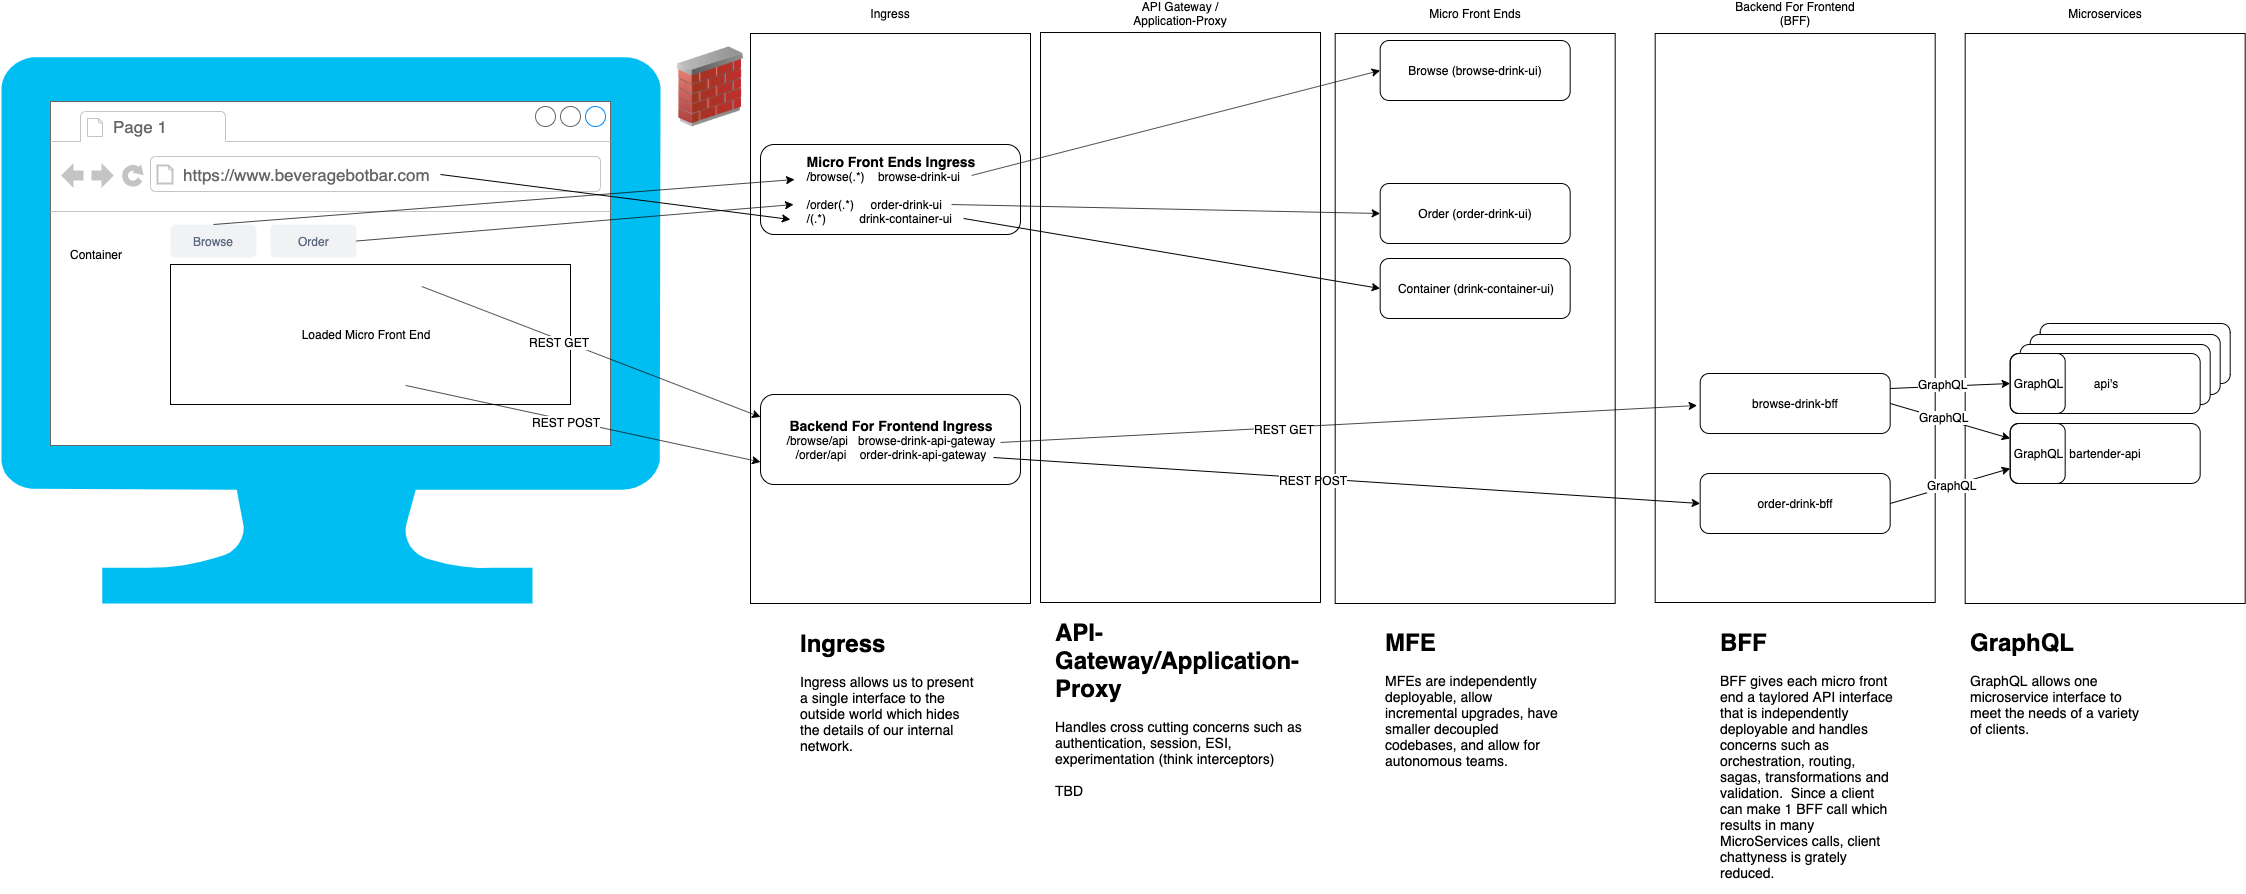 Ingress
API Gateway /
Application-Proxy
Micro Front Ends
Backend For Frontend
(BFF)
Microservices
Page 1
https://www.beveragebotbar.com
Container
Browse
Order
Loaded Micro Front End
REST GET
REST POST
Micro Front Ends Ingress
/browse(.*) browse-drink-ui
/order(.*) order-drink-ui
/(.*) drink-container-ui
Backend For Frontend Ingress
/browse/api browse-drink-api-gateway
/order/api order-drink-api-gateway
REST GET
REST POST
Browse (browse-drink-ui)
Order (order-drink-ui)
Container (drink-container-ui)
browse-drink-bff
order-drink-bff
GraphQL
GraphQL
GraphQL
GraphQL api's
GraphQL bartender-api
Ingress
Ingress allows us to present
a single interface to the
outside world which hides
the details of our internal
network.
API-
Gateway/Application-
Proxy
Handles cross cutting concerns such as
authentication, session, ESI,
experimentation (think interceptors)
TBD
MFE
MFEs are independently
deployable, allow
incremental upgrades, have
smaller decoupled
codebases, and allow for
autonomous teams.
BFF
BFF gives each micro front
end a taylored API interface
that is independently
deployable and handles
concerns such as
orchestration, routing,
sagas, transformations and
validation. Since a client
can make 1 BFF call which
results in many
MicroServices calls, client
chattyness is grately
reduced.
GraphQL
GraphQL allows one
microservice interface to
meet the needs of a variety
of clients.